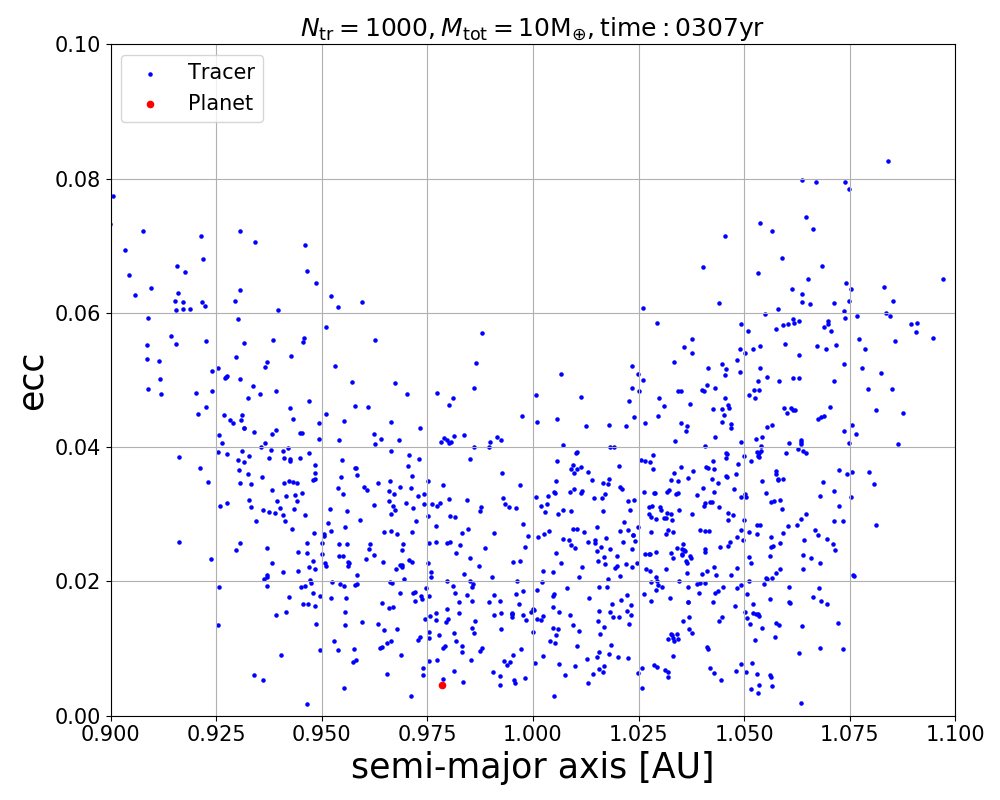 N_tr = 1000, M_tot = 10M_⊕, time : 0307yr
0.10
0.08
0.06
0.04
0.02
0.00
ecc
Tracer
Planet
0.900 0.925 0.950 0.975 1.000 1.025 1.050 1.075 1.100
semi-major axis [AU]